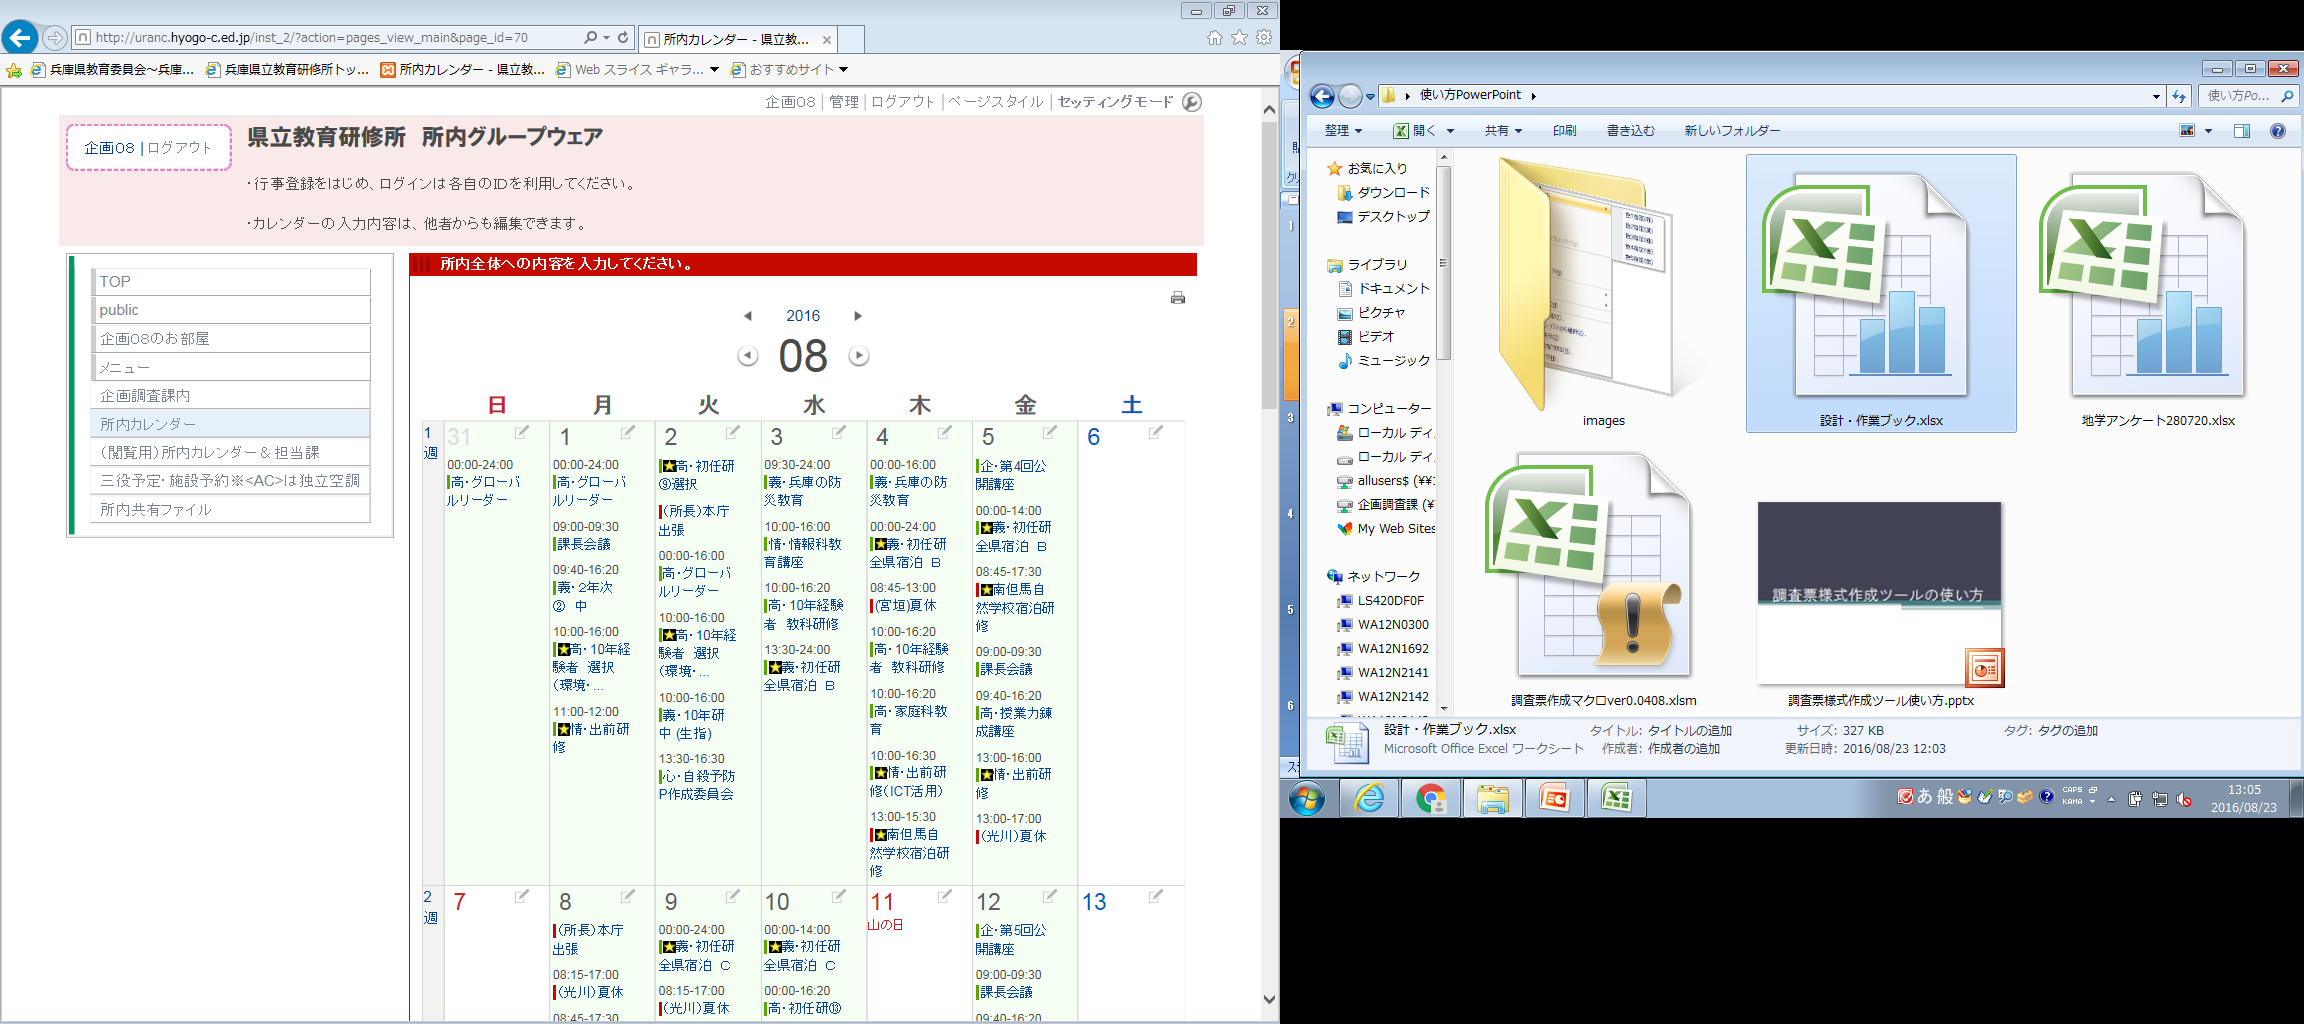 http://uranc.hyogo-c.ed.jp/inst_2/?action=pages_view_main&page_id=70
所内カレンダー - 県立教...
兵庫県教育委員会～兵庫...
兵庫県立教育研修所トッ...
所内カレンダー - 県立教...
Web スライス ギャラ...
おすすめサイト
企画08 | 管理 | ログアウト | ページスタイル | セッティングモード
企画08 | ログアウト
県立教育研修所 所内グループウェア
・行事登録をはじめ、ログインは各自のIDを利用してください。
・カレンダーの入力内容は、他者からも編集できます。
TOP
public
企画08のお部屋
メニュー
企画調査課内
所内カレンダー
(閲覧用)所内カレンダー＆担当課
三役予定・施設予約※<AC>は独立空調
所内共有ファイル
所内全体への内容を入力してください。
2016
08
日 月 火 水 木 金 土
1週
31
00:00-24:00
高・グローバ
ルリーダー
1
00:00-24:00
高・グローバ
ルリーダー
09:00-09:30
課長会議
09:40-16:20
義・2年次
② 中
10:00-16:00
★高・10年経
験者 選択
(環境・...
11:00-12:00
★情・出前研
修
2
★高・初任研
⑨選択
(所長)本庁
出張
00:00-16:00
高・グローバ
ルリーダー
10:00-16:00
★高・10年経
験者 選択
(環境・...
10:00-16:00
義・10年研
中 (生指)
13:30-16:30
心・自殺予防
P作成委員会
3
09:30-24:00
義・兵庫の防
災教育
10:00-16:00
情・情報科教
育講座
10:00-16:20
高・10年経験
者 教科研修
13:30-24:00
★義・初任研
全県宿泊 B
4
00:00-16:00
義・兵庫の防
災教育
00:00-24:00
★義・初任研
全県宿泊 B
08:45-13:00
(宮垣)夏休
10:00-16:20
高・10年経験
者 教科研修
10:00-16:20
高・家庭科教
育
10:00-16:30
★情・出前研
修(ICT活用)
13:00-15:30
★南但馬自
然学校宿泊研
修
5
企・第4回公
開講座
00:00-14:00
★義・初任研
全県宿泊 B
08:45-17:30
★南但馬自
然学校宿泊研
修
09:00-09:30
課長会議
09:40-16:20
高・授業力錬
成講座
13:00-16:00
★情・出前研
修
13:00-17:00
(光川)夏休
6
2週
7
8
(所長)本庁
出張
08:15-17:00
(光川)夏休
08:45-17:30
9
00:00-24:00
★義・初任研
全県宿泊 C
08:15-17:00
(光川)夏休
10
00:00-14:00
★義・初任研
全県宿泊 C
00:00-16:20
高・初任研⑬
11
山の日
12
企・第5回公
開講座
09:00-09:30
課長会議
09:40-16:20
13
使い方PowerPoint
使い方Po...
整理
開く
共有
印刷
書き込む
新しいフォルダー
お気に入り
ダウンロード
デスクトップ
ライブラリ
ドキュメント
ピクチャ
ビデオ
ミュージック
コンピューター
ローカル ディ
ローカル ディ
allusers$ (¥¥
企画調査課 (¥
My Web Sites
ネットワーク
LS420DF0F
WA12N0300
WA12N1692
WA12N2141
WA12N2142
images
設計・作業ブック.xlsx
地学アンケート280720.xlsx
調査票作成マクロver0.0408.xlsm
調査票様式作成ツールの使い方
調査票様式作成ツール使い方.pptx
設計・作業ブック.xlsx
Microsoft Office Excel ワークシート
タイトル: タイトルの追加
作成者: 作成者の追加
サイズ: 327 KB
更新日時: 2016/08/23 12:03
タグ: タグの追加
1
2
3
4
5
6
あ 般
CAPS
KANA
13:05
2016/08/23